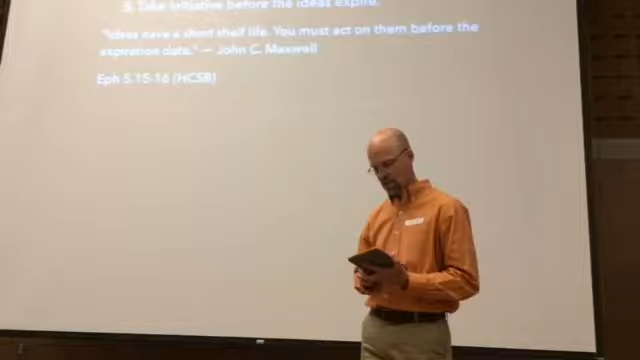 5. Take initiative before the ideas expire.
"Ideas have a short shelf life. You must act on them before the
expiration date." — John C. Maxwell
Eph 5.15-16 (HCSB)